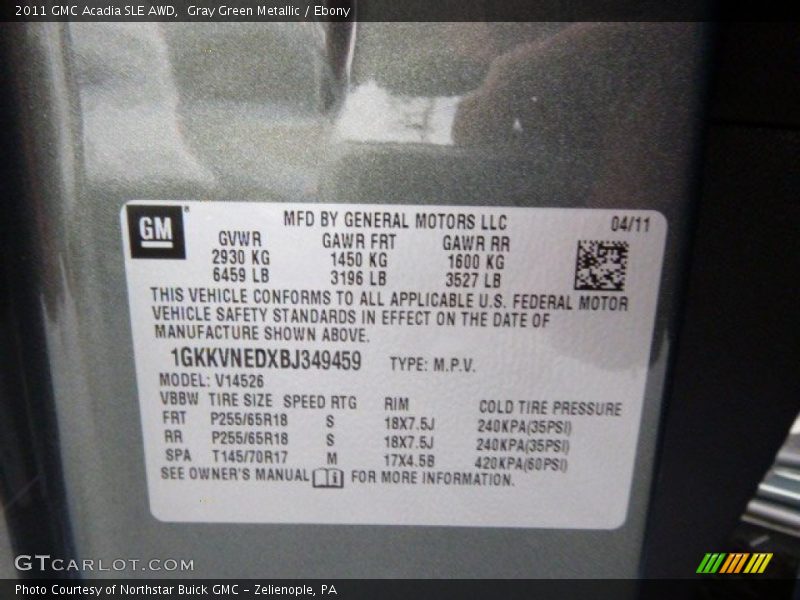 2011 GMC Acadia SLE AWD, Gray Green Metallic / Ebony
GM
MFD BY GENERAL MOTORS LLC 04/11
GVWR GAWR FRT GAWR RR
2930 KG 1450 KG 1600 KG
6459 LB 3196 LB 3527 LB
THIS VEHICLE CONFORMS TO ALL APPLICABLE U.S. FEDERAL MOTOR
VEHICLE SAFETY STANDARDS IN EFFECT ON THE DATE OF
MANUFACTURE SHOWN ABOVE.
1GKKVNEDXBJ349459 TYPE: M.P.V.
MODEL: V14526
VBBW TIRE SIZE SPEED RTG RIM COLD TIRE PRESSURE
FRT P255/65R18 S 18X7.5J 240KPA(35PSI)
RR P255/65R18 S 18X7.5J 240KPA(35PSI)
SPA T145/70R17 M 17X4.5B 420KPA(60PSI)
SEE OWNER'S MANUAL i FOR MORE INFORMATION.
GTCARLOT.COM
Photo Courtesy of Northstar Buick GMC - Zelienople, PA